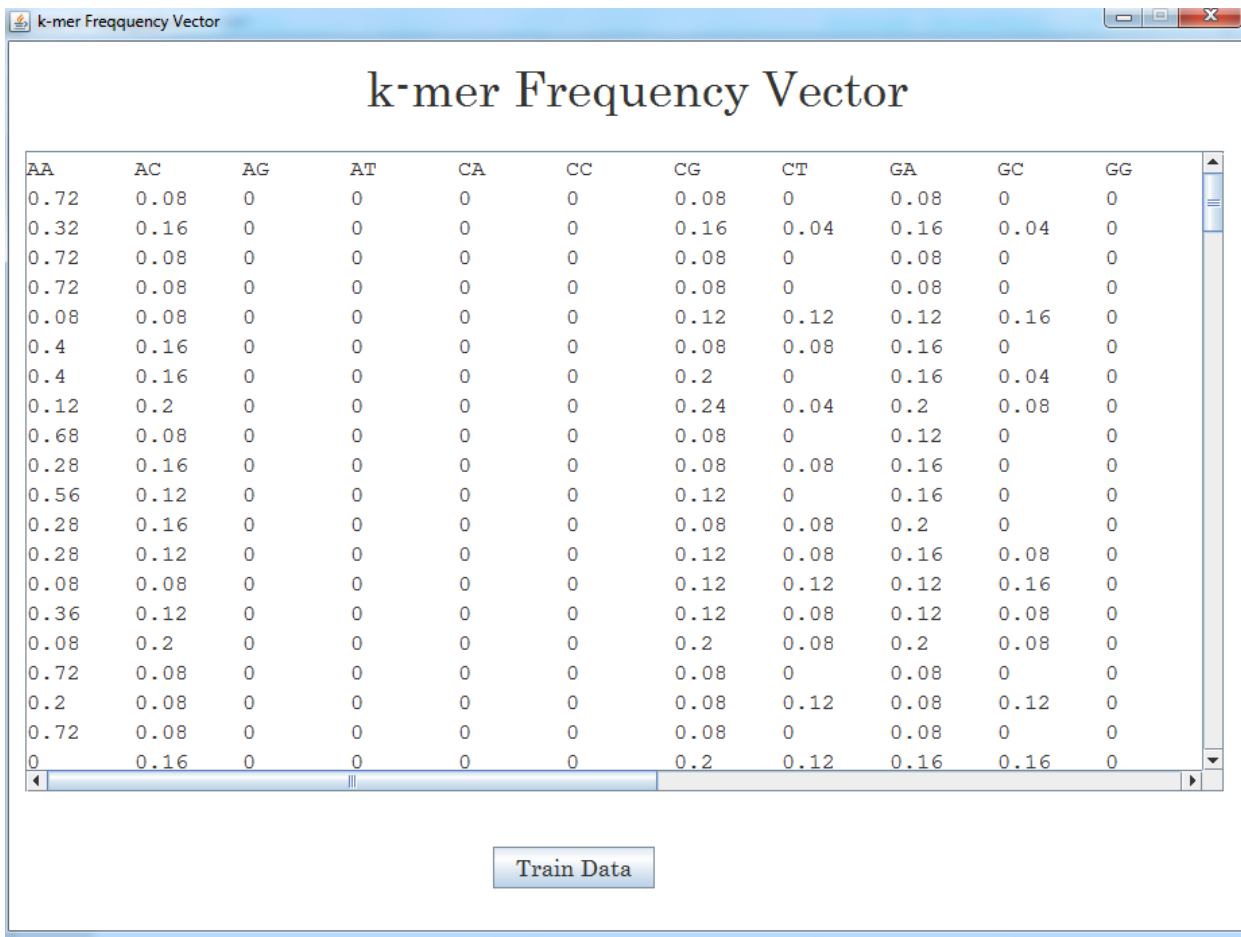 k-mer Freqquency Vector
k-mer Frequency Vector
AA AC AG AT CA CC CG CT GA GC GG
0.72 0.08 0 0 0 0 0.08 0 0.08 0 0
0.32 0.16 0 0 0 0 0.16 0.04 0.16 0.04 0
0.72 0.08 0 0 0 0 0.08 0 0.08 0 0
0.72 0.08 0 0 0 0 0.08 0 0.08 0 0
0.08 0.08 0 0 0 0 0.12 0.12 0.12 0.16 0
0.4 0.16 0 0 0 0 0.08 0.08 0.16 0 0
0.4 0.16 0 0 0 0 0.2 0 0.16 0.04 0
0.12 0.2 0 0 0 0 0.24 0.04 0.2 0.08 0
0.68 0.08 0 0 0 0 0.08 0 0.12 0 0
0.28 0.16 0 0 0 0 0.08 0.08 0.16 0 0
0.56 0.12 0 0 0 0 0.12 0 0.16 0 0
0.28 0.16 0 0 0 0 0.08 0.08 0.2 0 0
0.28 0.12 0 0 0 0 0.12 0.08 0.16 0.08 0
0.08 0.08 0 0 0 0 0.12 0.12 0.12 0.16 0
0.36 0.12 0 0 0 0 0.12 0.08 0.12 0.08 0
0.08 0.2 0 0 0 0 0.2 0.08 0.2 0.08 0
0.72 0.08 0 0 0 0 0.08 0 0.08 0 0
0.2 0.08 0 0 0 0 0.08 0.12 0.08 0.12 0
0.72 0.08 0 0 0 0 0.08 0 0.08 0 0
0 0.16 0 0 0 0 0.2 0.12 0.16 0.16 0
Train Data